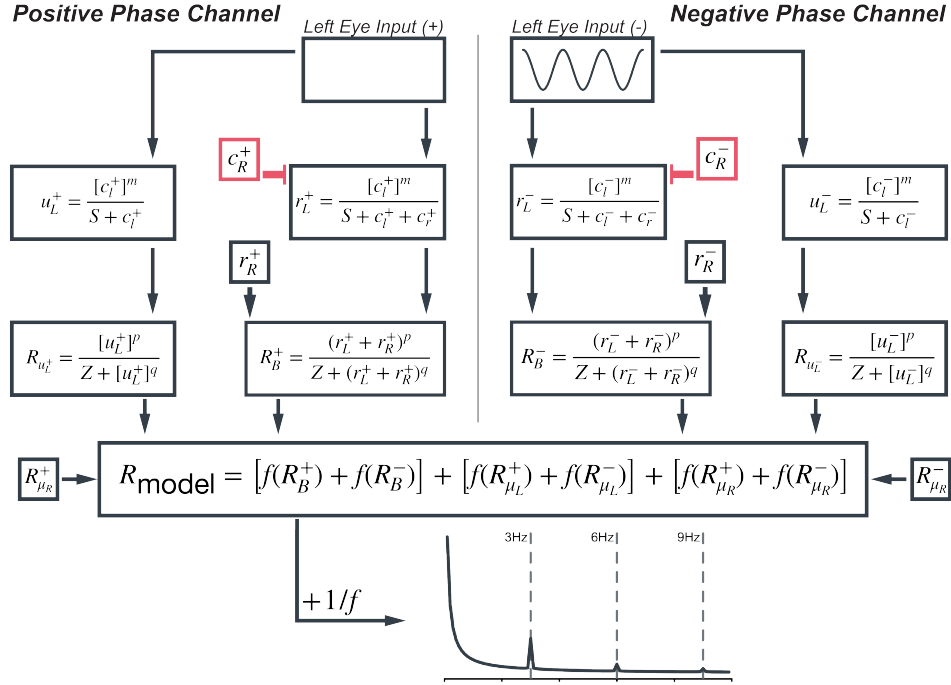 Positive Phase Channel
Negative Phase Channel
Left Eye Input (+)
Left Eye Input (-)
c_R^+
c_R^-
u_L^+ = [c_l^+]^m / (S + c_l^+)
r_L^+ = [c_l^+]^m / (S + c_l^+ + c_r^+)
r_L^- = [c_l^-]^m / (S + c_l^- + c_r^-)
u_L^- = [c_l^-]^m / (S + c_l^-)
r_R^+
r_R^-
R_{u_L^+} = [u_L^+]^p / (Z + [u_L^+]^q)
R_B^+ = (r_L^+ + r_R^+)^p / (Z + (r_L^+ + r_R^+)^q)
R_B^- = (r_L^- + r_R^-)^p / (Z + (r_L^- + r_R^-)^q)
R_{u_L^-} = [u_L^-]^p / (Z + [u_L^-]^q)
R_{μ_R}^+
R_model = [f(R_B^+) + f(R_B^-)] + [f(R_{μ_L}^+) + f(R_{μ_L}^-)] + [f(R_{μ_R}^+) + f(R_{μ_R}^-)]
R_{μ_R}^-
3Hz
6Hz
9Hz
+1/f